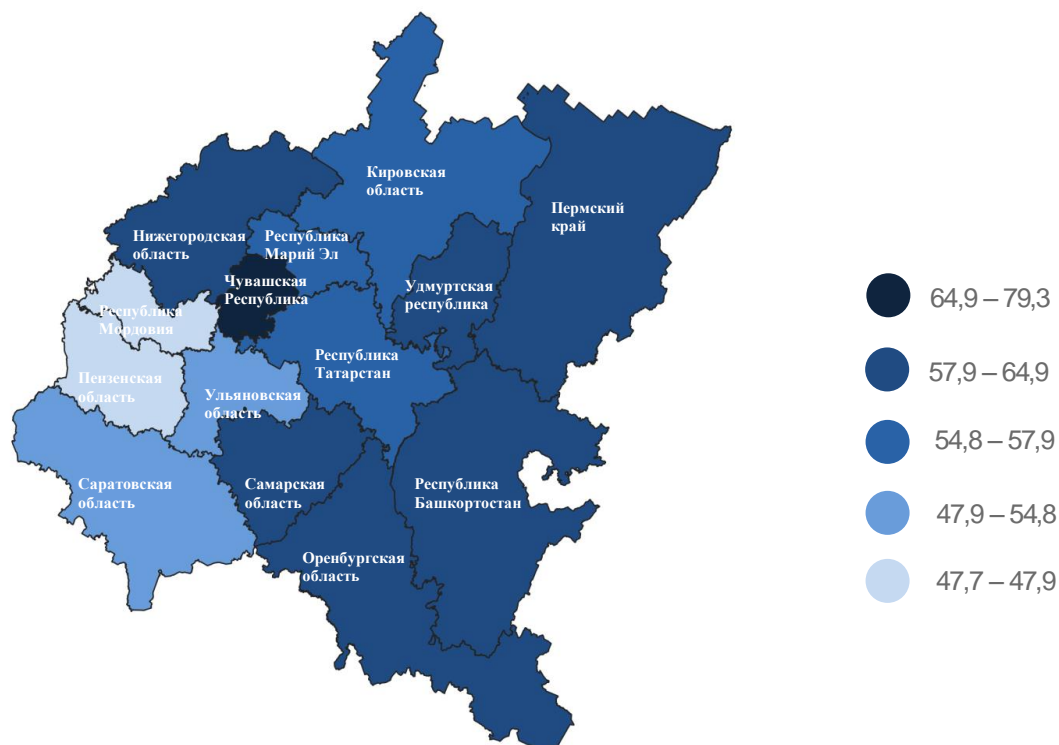 Кировская
область
Пермский
край
Нижегородская
область
Республика
Марий Эл
Чувашская
Республика
Удмуртская
республика
Республика
Мордовия
Республика
Татарстан
Пензенская
область
Ульяновская
область
Саратовская
область
Самарская
область
Республика
Башкортостан
Оренбургская
область
64,9 – 79,3
57,9 – 64,9
54,8 – 57,9
47,9 – 54,8
47,7 – 47,9